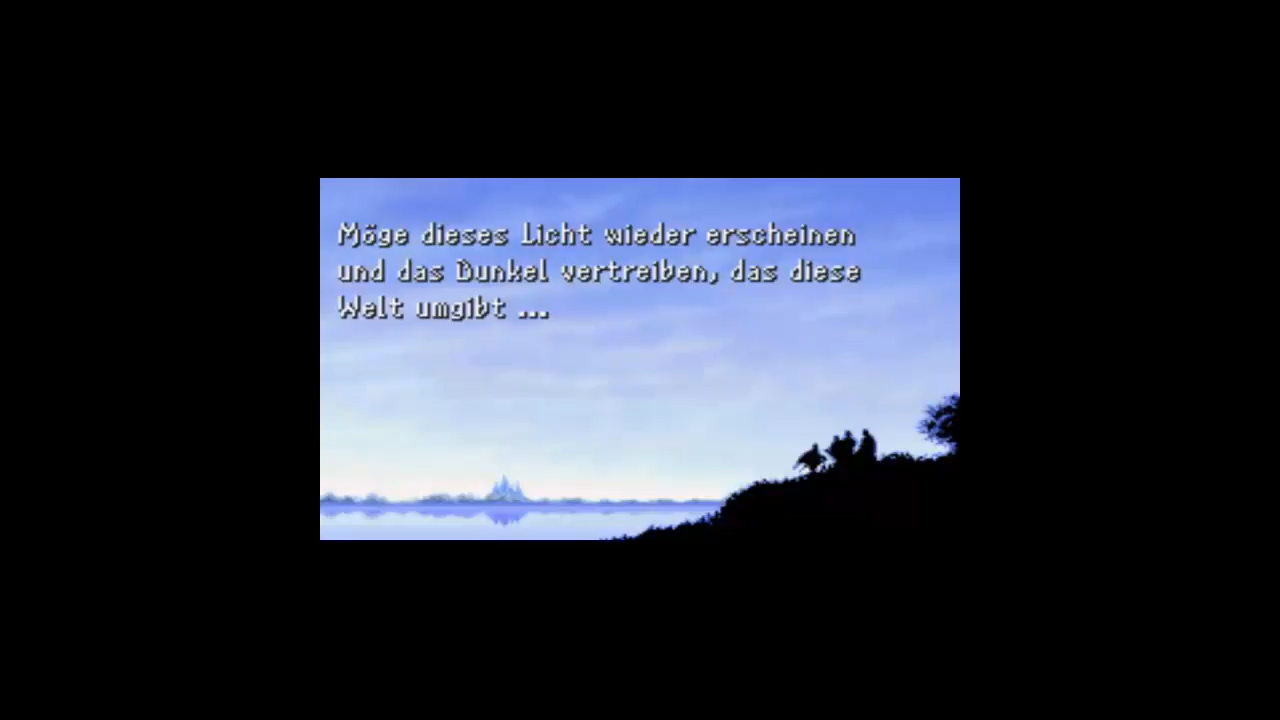 Möge dieses Licht wieder erscheinen
und das Dunkel vertreiben, das diese
Welt umgibt ...